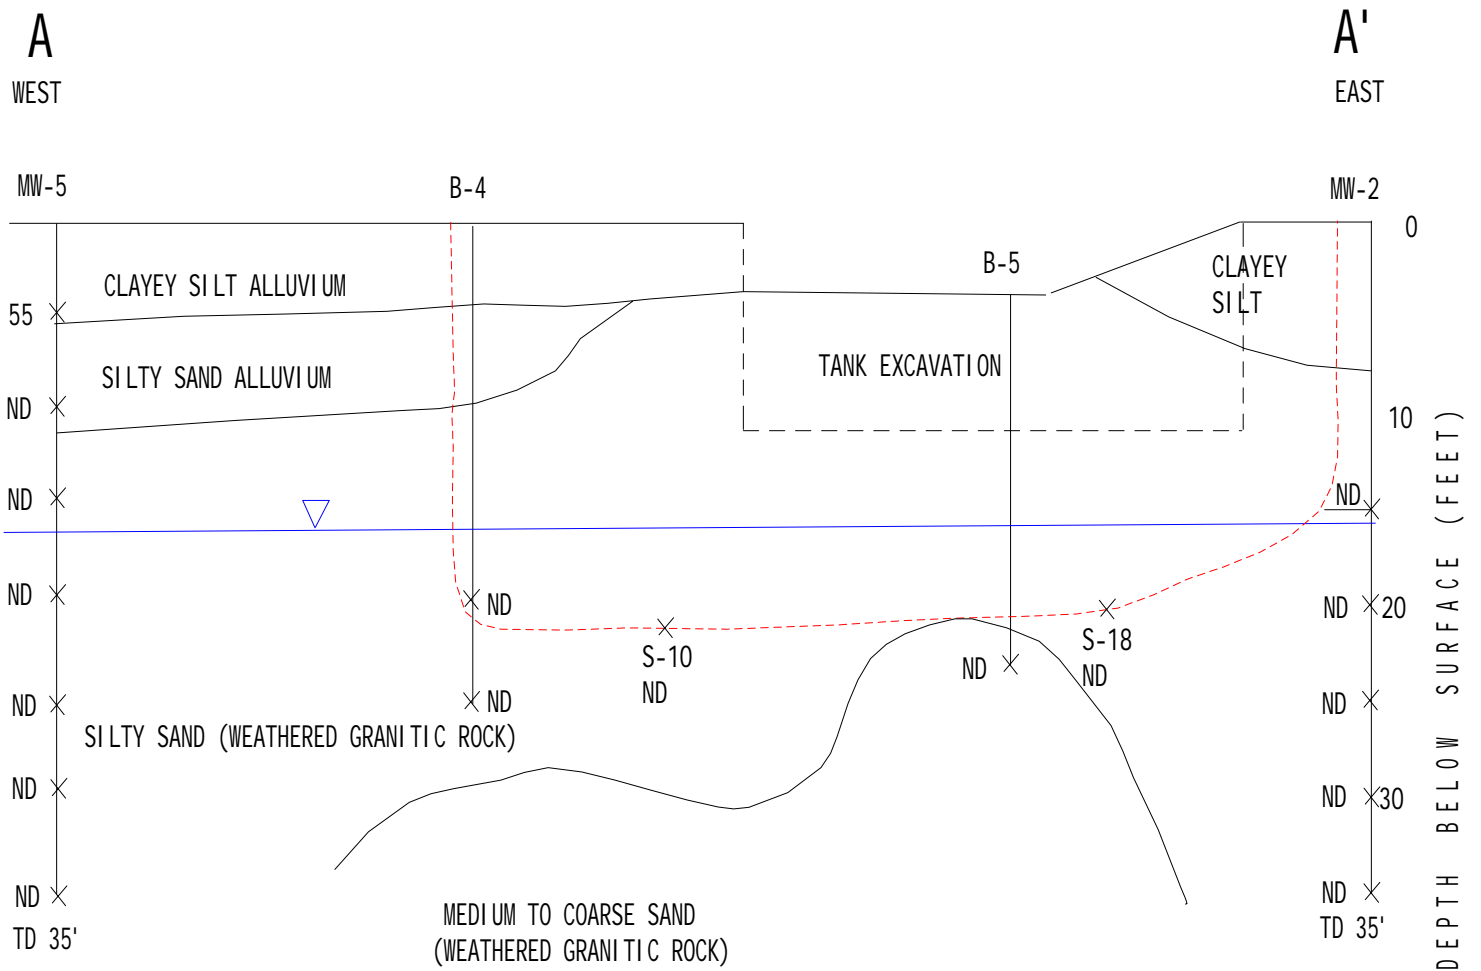 A
A'
WEST
EAST
MW-5
B-4
MW-2
0
B-5
CLAYEY
SILT
CLAYEY SILT ALLUVIUM
55
TANK EXCAVATION
SILTY SAND ALLUVIUM
ND
10
ND
ND
ND
ND
ND
20
S-10
ND
S-18
ND
ND
ND
ND
ND
SILTY SAND (WEATHERED GRANITIC ROCK)
ND
ND
30
ND
ND
TD 35'
TD 35'
MEDIUM TO COARSE SAND
(WEATHERED GRANITIC ROCK)
DEPTH BELOW SURFACE (FEET)